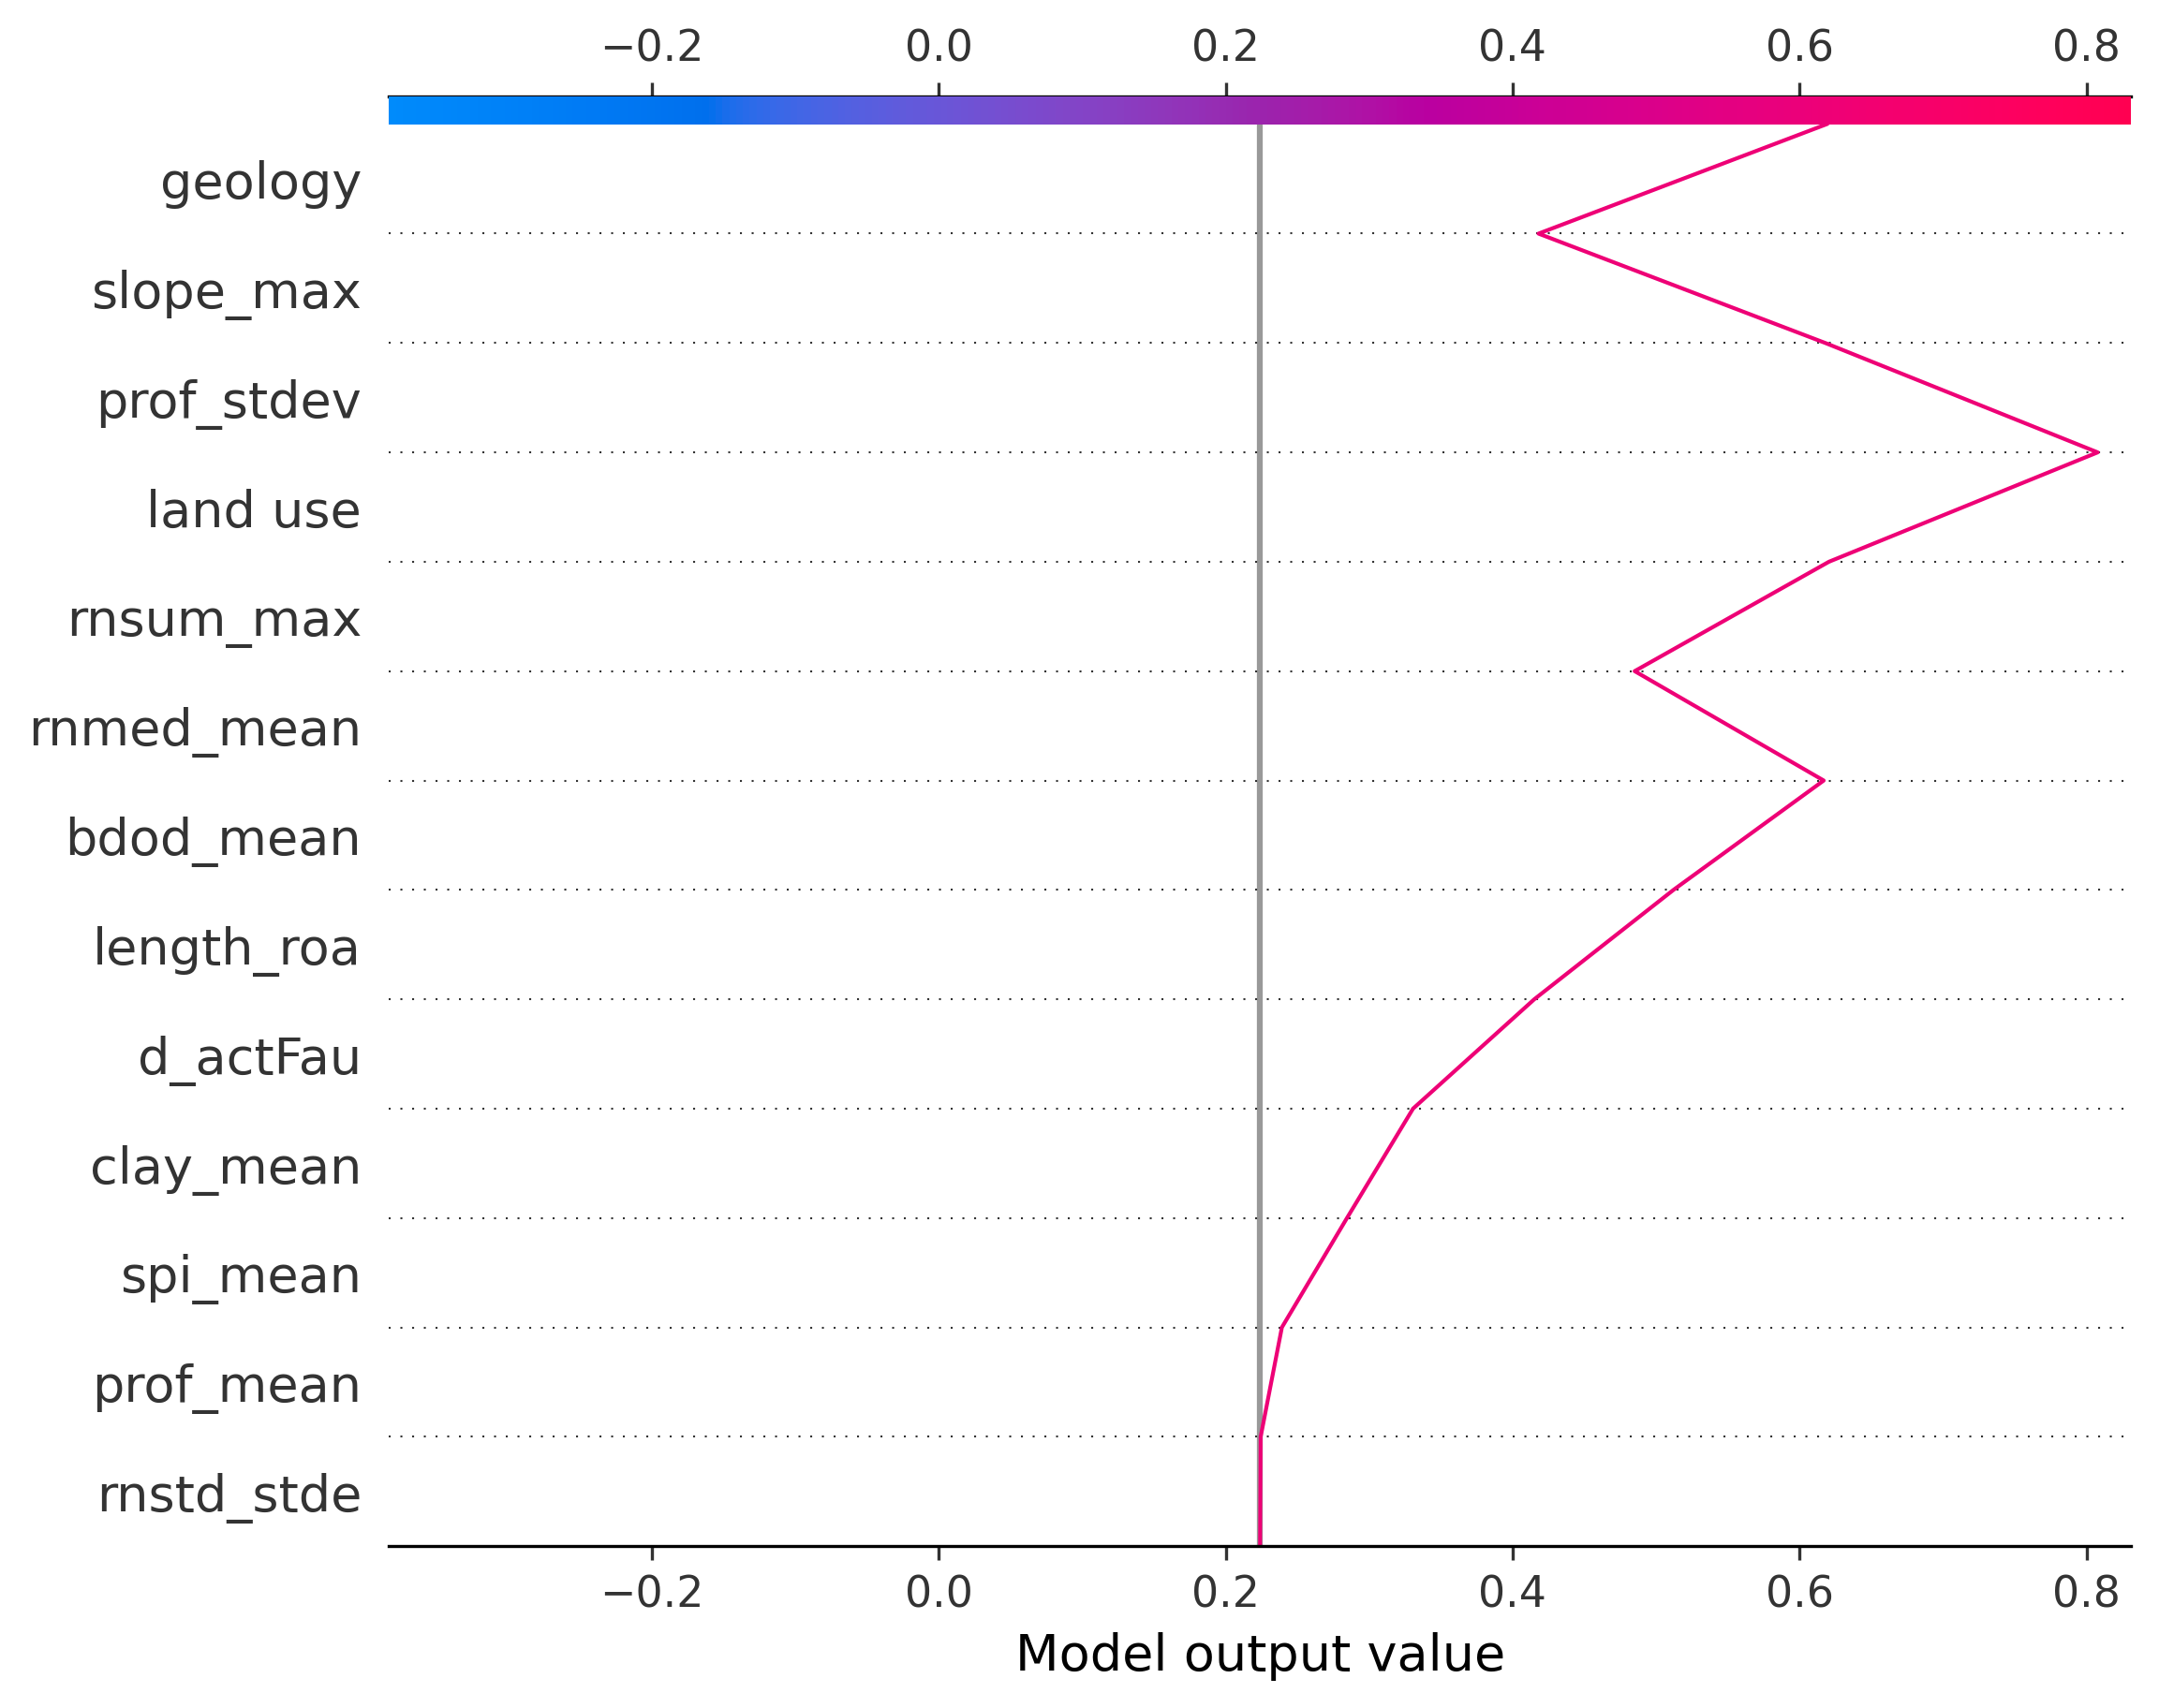 −0.2 0.0 0.2 0.4 0.6 0.8
geology
slope_max
prof_stdev
land use
rnsum_max
rnmed_mean
bdod_mean
length_roa
d_actFau
clay_mean
spi_mean
prof_mean
rnstd_stde
−0.2 0.0 0.2 0.4 0.6 0.8
Model output value